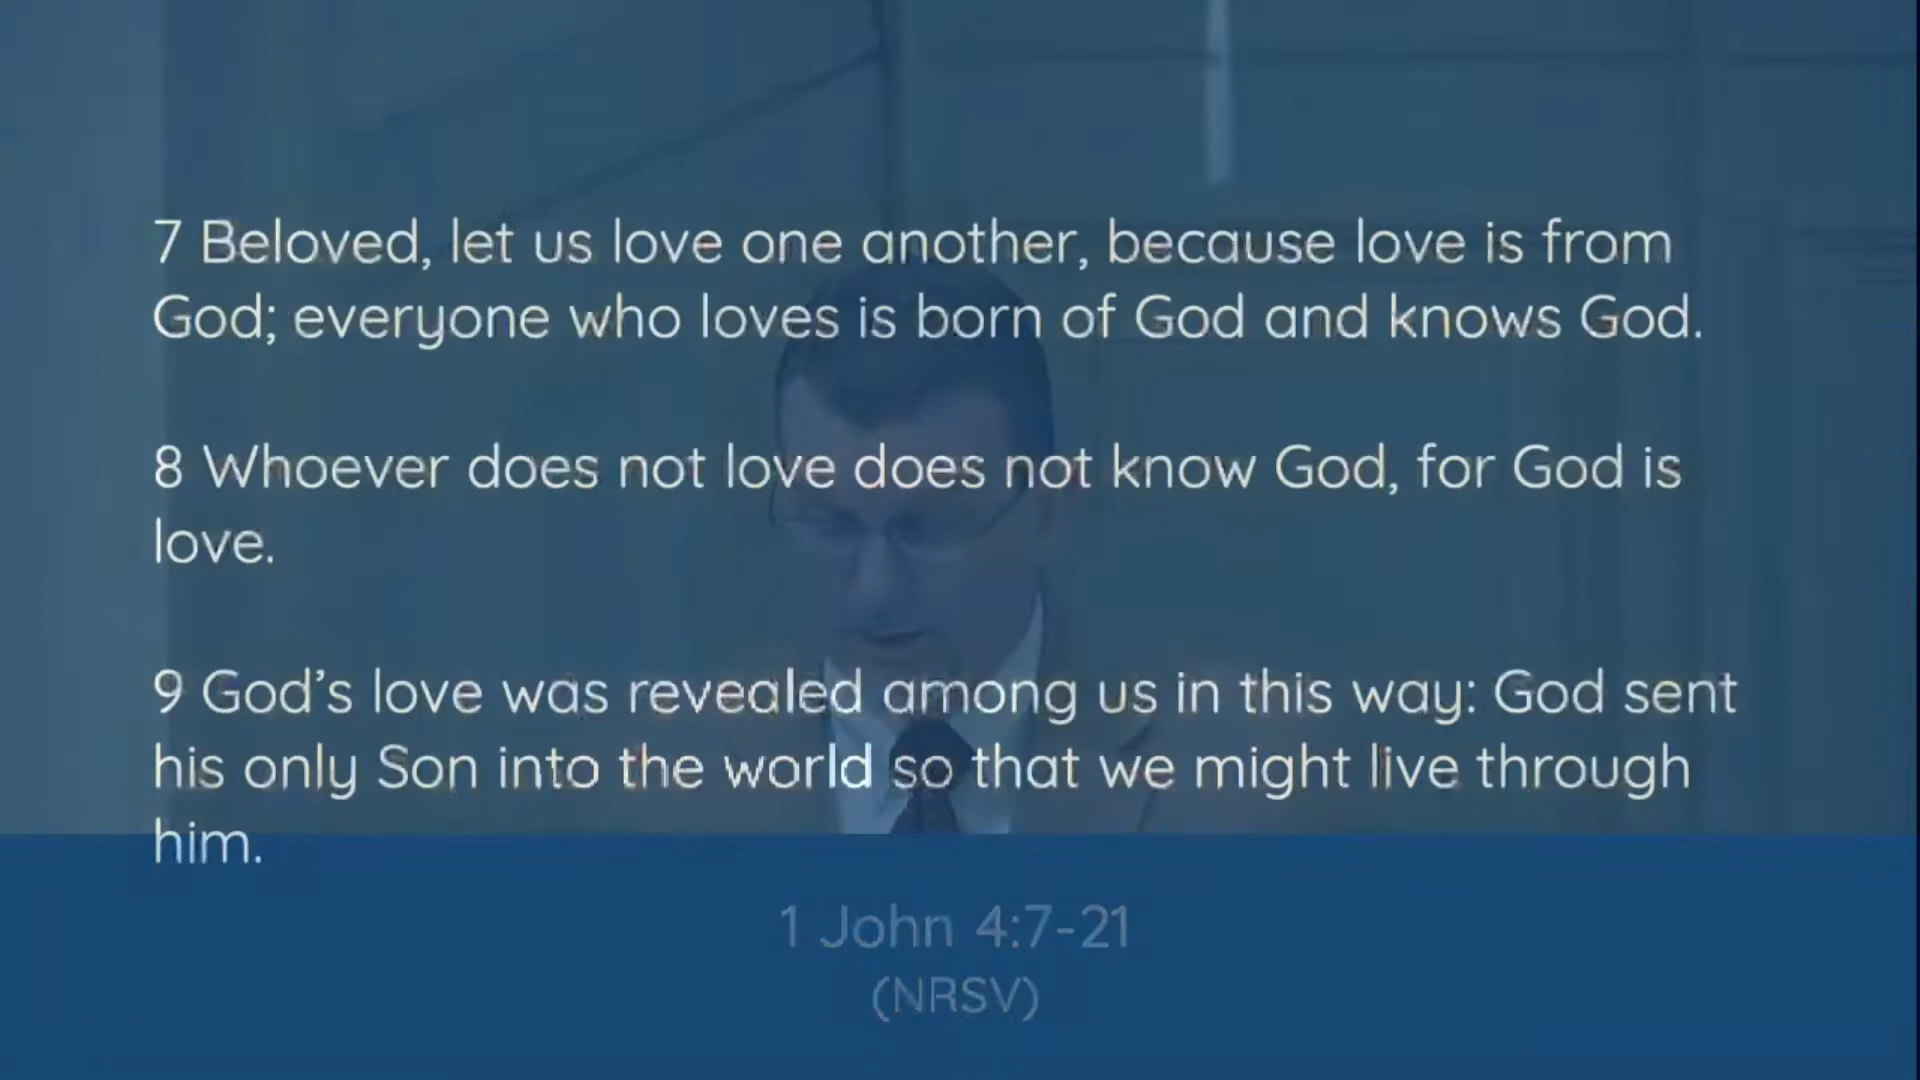 7 Beloved, let us love one another, because love is from
God; everyone who loves is born of God and knows God.
8 Whoever does not love does not know God, for God is
love.
9 God’s love was revealed among us in this way: God sent
his only Son into the world so that we might live through
him.
1 John 4:7-21
(NRSV)